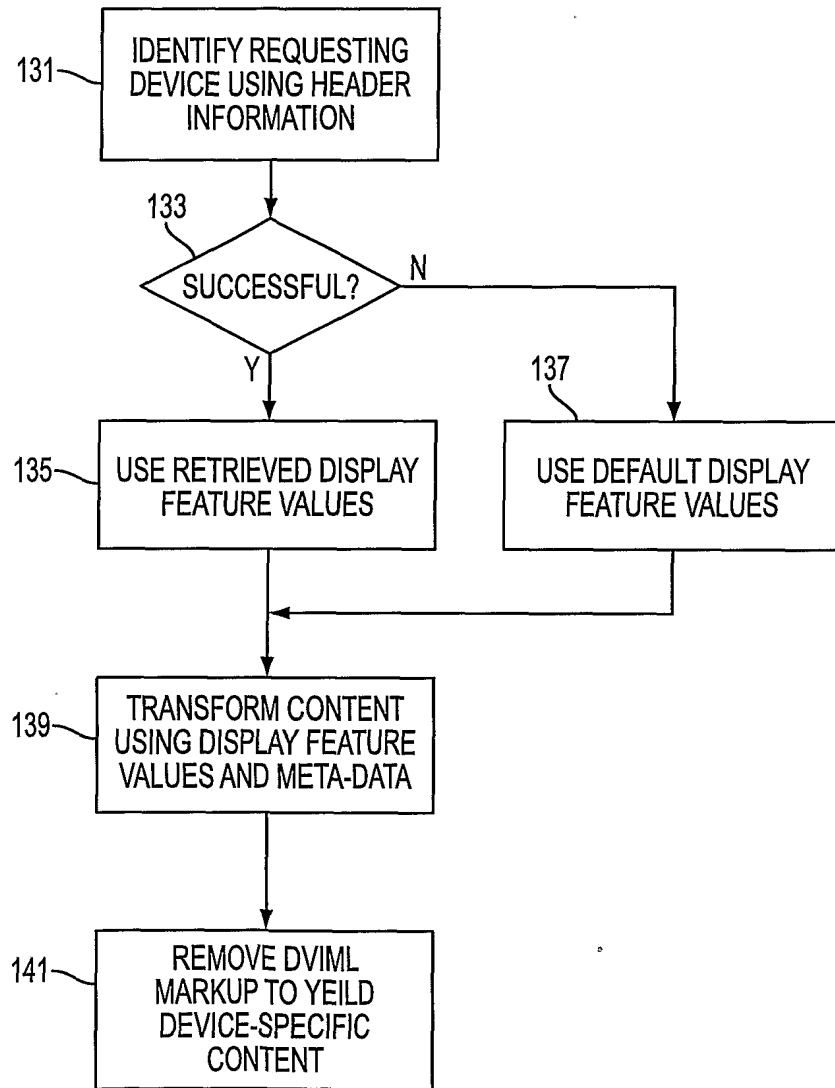 131
IDENTIFY REQUESTING
DEVICE USING HEADER
INFORMATION
133
SUCCESSFUL?
N
Y
137
135
USE RETRIEVED DISPLAY
FEATURE VALUES
USE DEFAULT DISPLAY
FEATURE VALUES
139
TRANSFORM CONTENT
USING DISPLAY FEATURE
VALUES AND META-DATA
141
REMOVE DVIML
MARKUP TO YEILD
DEVICE-SPECIFIC
CONTENT